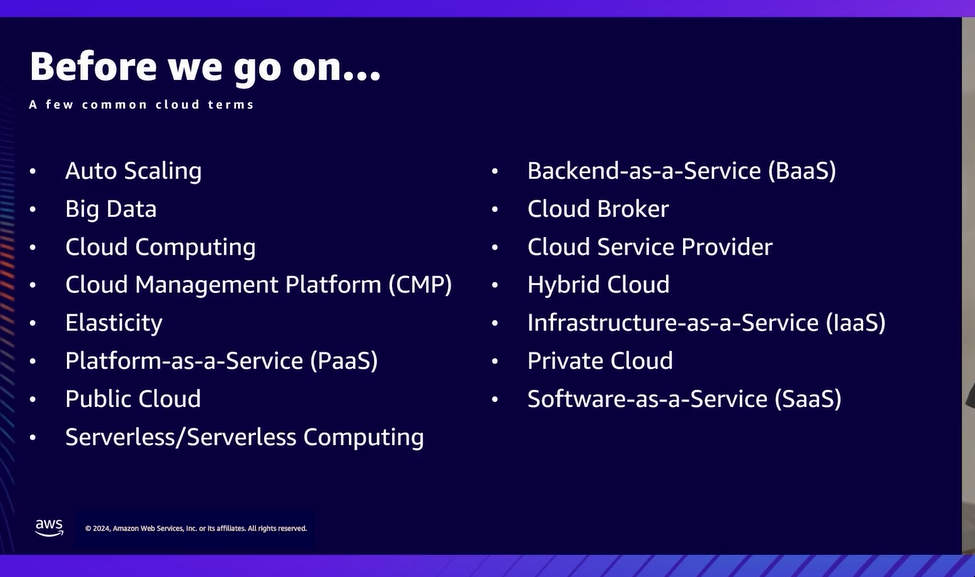 Before we go on...
A few common cloud terms
• Auto Scaling
• Big Data
• Cloud Computing
• Cloud Management Platform (CMP)
• Elasticity
• Platform-as-a-Service (PaaS)
• Public Cloud
• Serverless/Serverless Computing
• Backend-as-a-Service (BaaS)
• Cloud Broker
• Cloud Service Provider
• Hybrid Cloud
• Infrastructure-as-a-Service (IaaS)
• Private Cloud
• Software-as-a-Service (SaaS)
aws
© 2024, Amazon Web Services, Inc. or its affiliates. All rights reserved.